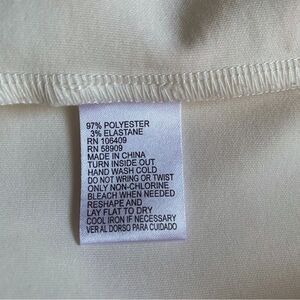 97% POLYESTER
3% ELASTANE
RN 106409
RN 58909
MADE IN CHINA
TURN INSIDE OUT
HAND WASH COLD
DO NOT WRING OR TWIST
ONLY NON-CHLORINE
BLEACH WHEN NEEDED
RESHAPE AND
LAY FLAT TO DRY
COOL IRON IF NECESSARY
VER AL DORSO PARA CUIDADO